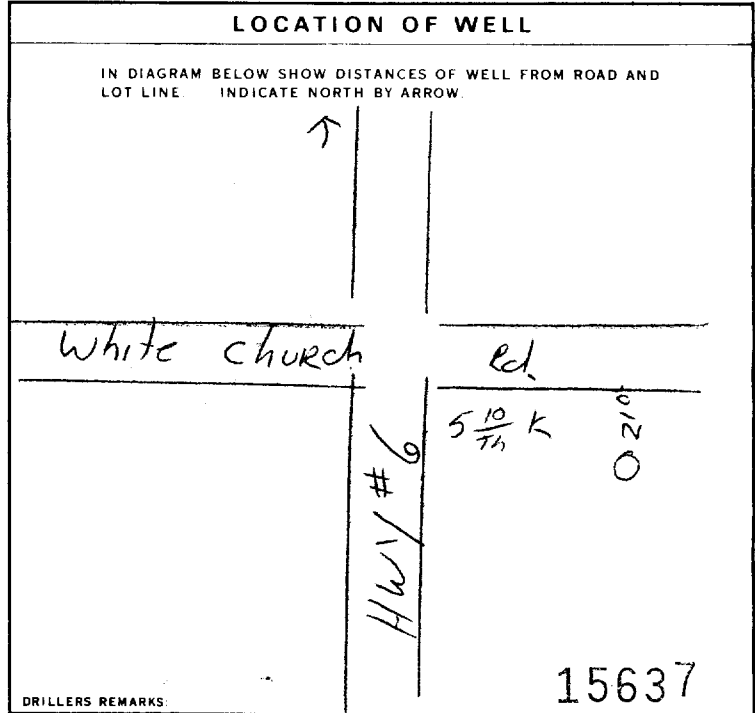 LOCATION OF WELL
IN DIAGRAM BELOW SHOW DISTANCES OF WELL FROM ROAD AND
LOT LINE. INDICATE NORTH BY ARROW.
White Church Rd.
5 10/Th K
HWY #6
15637
DRILLERS REMARKS: